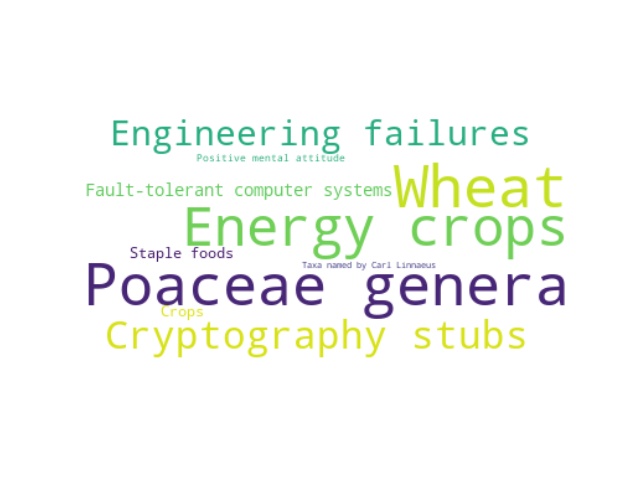 Engineering failures
Positive mental attitude
Fault-tolerant computer systems
Wheat
Energy crops
Staple foods
Taxa named by Carl Linnaeus
Poaceae genera
Crops
Cryptography stubs